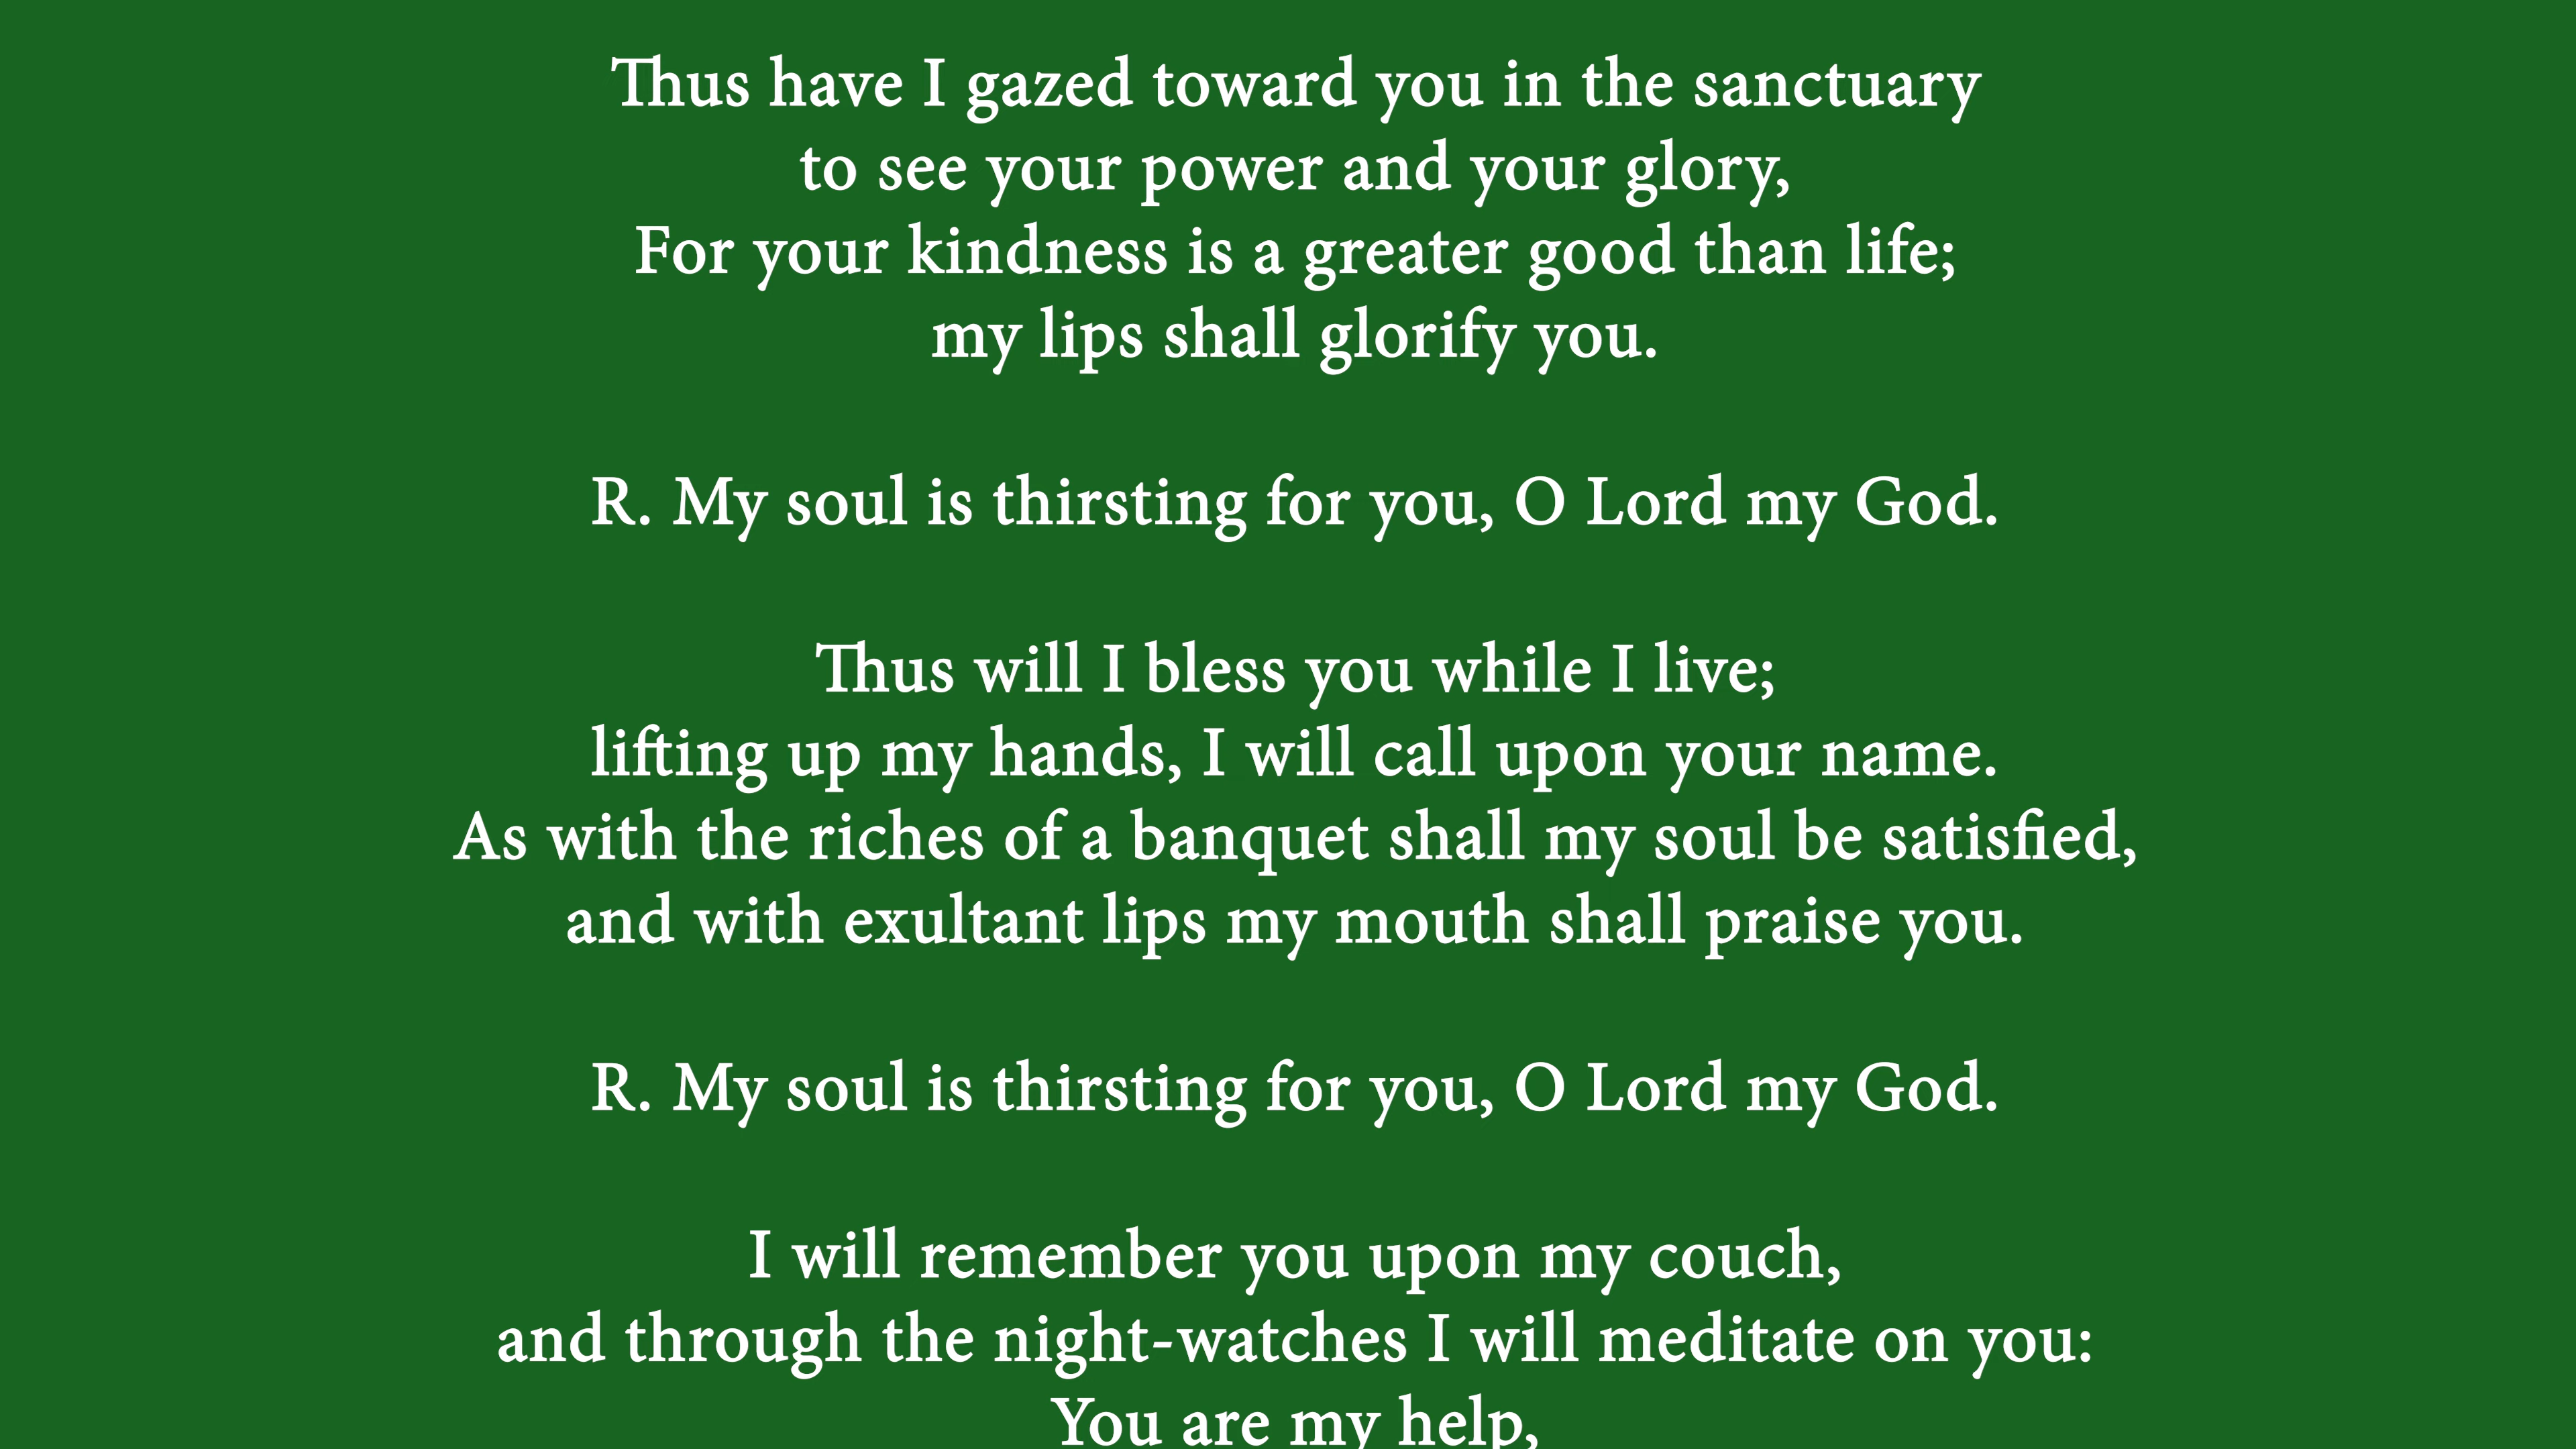 Thus have I gazed toward you in the sanctuary
to see your power and your glory,
For your kindness is a greater good than life;
my lips shall glorify you.
R. My soul is thirsting for you, O Lord my God.
Thus will I bless you while I live;
lifting up my hands, I will call upon your name.
As with the riches of a banquet shall my soul be satisfied,
and with exultant lips my mouth shall praise you.
R. My soul is thirsting for you, O Lord my God.
I will remember you upon my couch,
and through the night-watches I will meditate on you:
You are my help,